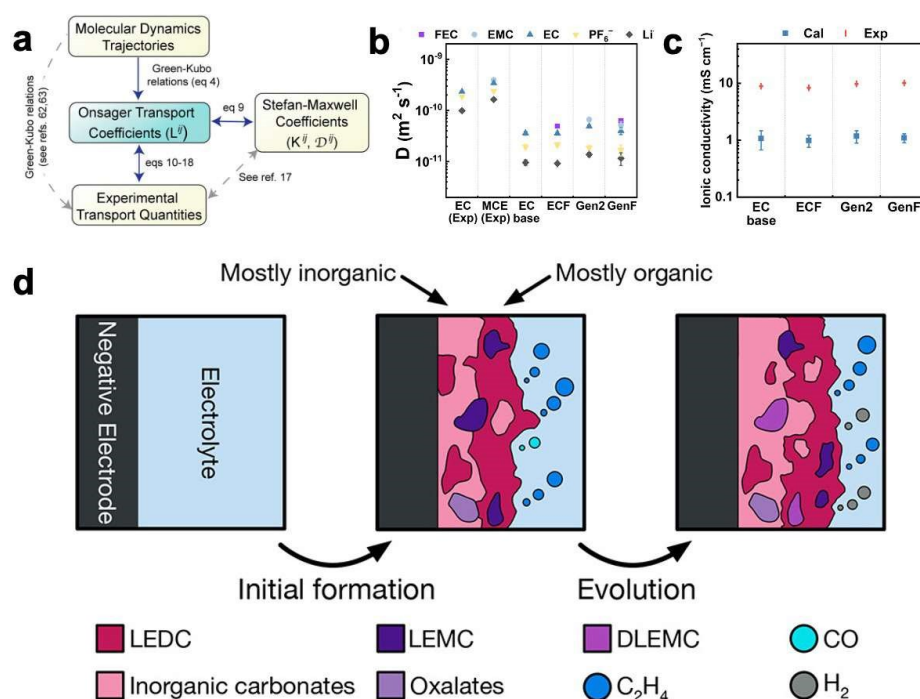 a
Molecular Dynamics
Trajectories
Green-Kubo
relations (eq 4)
Green-Kubo relations
(see refs. 62,63)
Onsager Transport
Coefficients (Lⁱʲ)
eq 9
Stefan-Maxwell
Coefficients
(Kⁱʲ, 𝒟ⁱʲ)
eqs 10-18
See ref. 17
Experimental
Transport Quantities
b
FEC EMC EC PF₆⁻ Li
D (m² s⁻¹)
10⁻⁹
10⁻¹⁰
10⁻¹¹
EC (Exp)
MCE (Exp)
EC base
ECF
Gen2
GenF
c
Cal Exp
Ionic conductivity (mS cm⁻¹)
100
10
1
0.1
EC base
ECF
Gen2
GenF
d
Mostly inorganic
Mostly organic
Negative Electrode
Electrolyte
Initial formation
Evolution
LEDC
LEMC
DLEMC
CO
Inorganic carbonates
Oxalates
C₂H₄
H₂